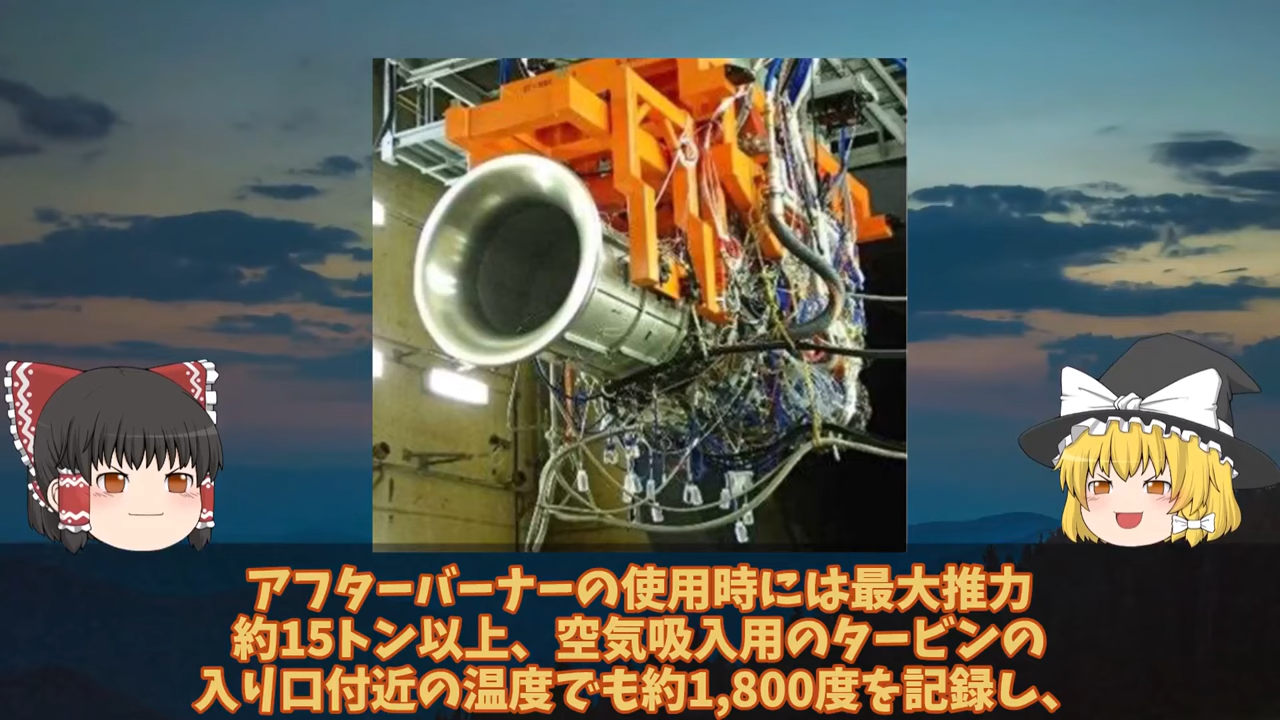 アフターバーナーの使用時には最大推力
約15トン以上、空気吸入用のタービンの
入り口付近の温度でも約1,800度を記録し、